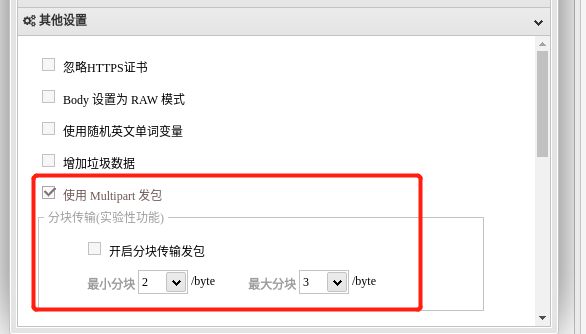 其他设置
忽略HTTPS证书
Body 设置为 RAW 模式
使用随机英文单词变量
增加垃圾数据
使用 Multipart 发包
分块传输(实验性功能)
开启分块传输发包
最小分块 2 /byte 最大分块 3 /byte